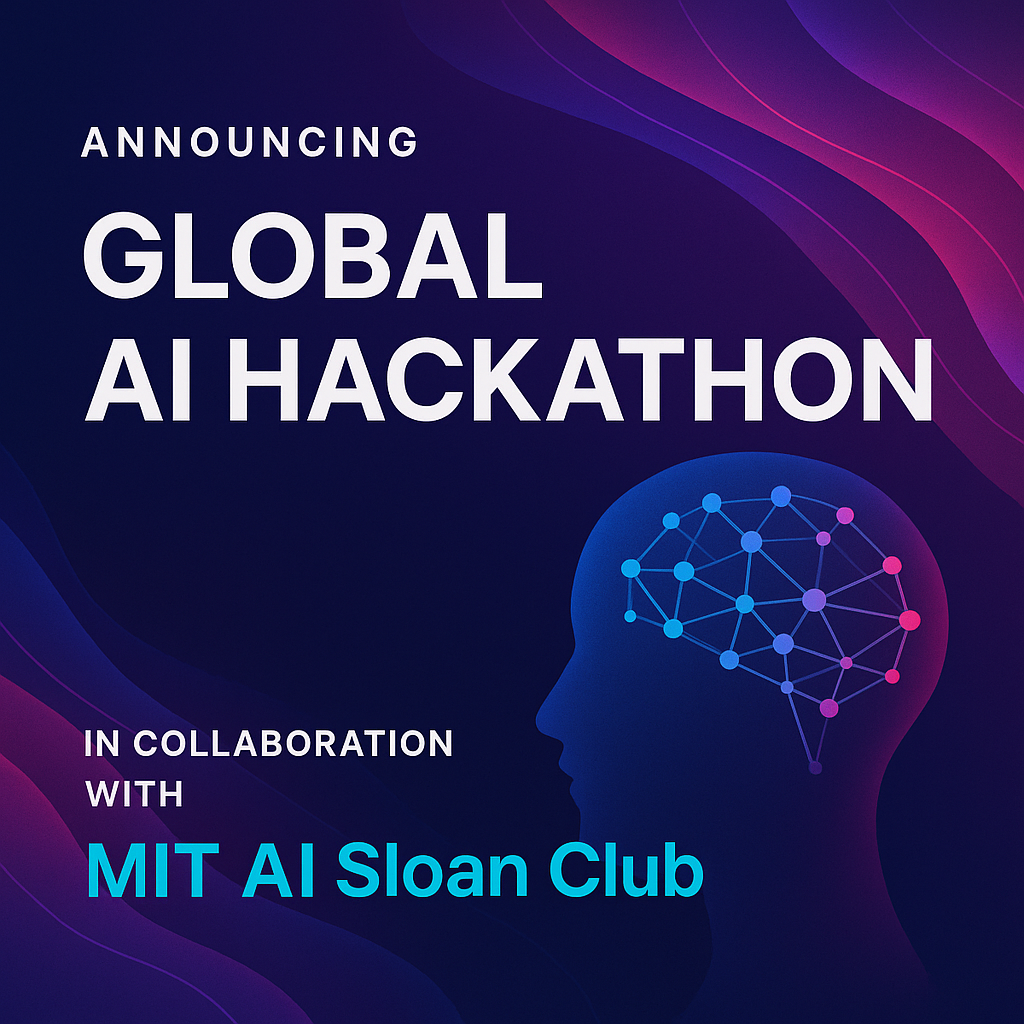 ANNOUNCING
GLOBAL
AI HACKATHON
IN COLLABORATION
WITH
MIT AI Sloan Club